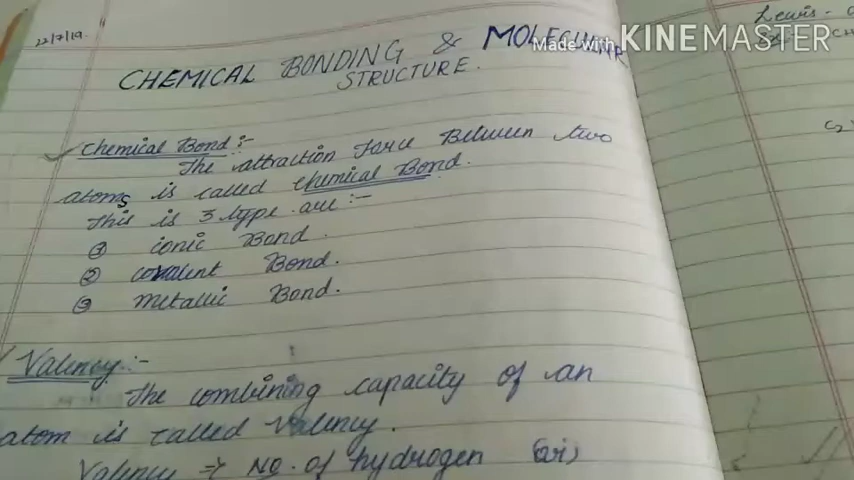 22/7/19
CHEMICAL BONDING & MOLECULAR
STRUCTURE.
Chemical Bond :-
The attraction force Between two
atoms is called chemical Bond.
This is 3 type are :-
① ionic Bond.
② covalent Bond.
③ metallic Bond.
Valency :-
The combining capacity of an
atom is called Valency.
Valency → NO. of hydrogen (or)
Lewis-
Made with KINEMASTER